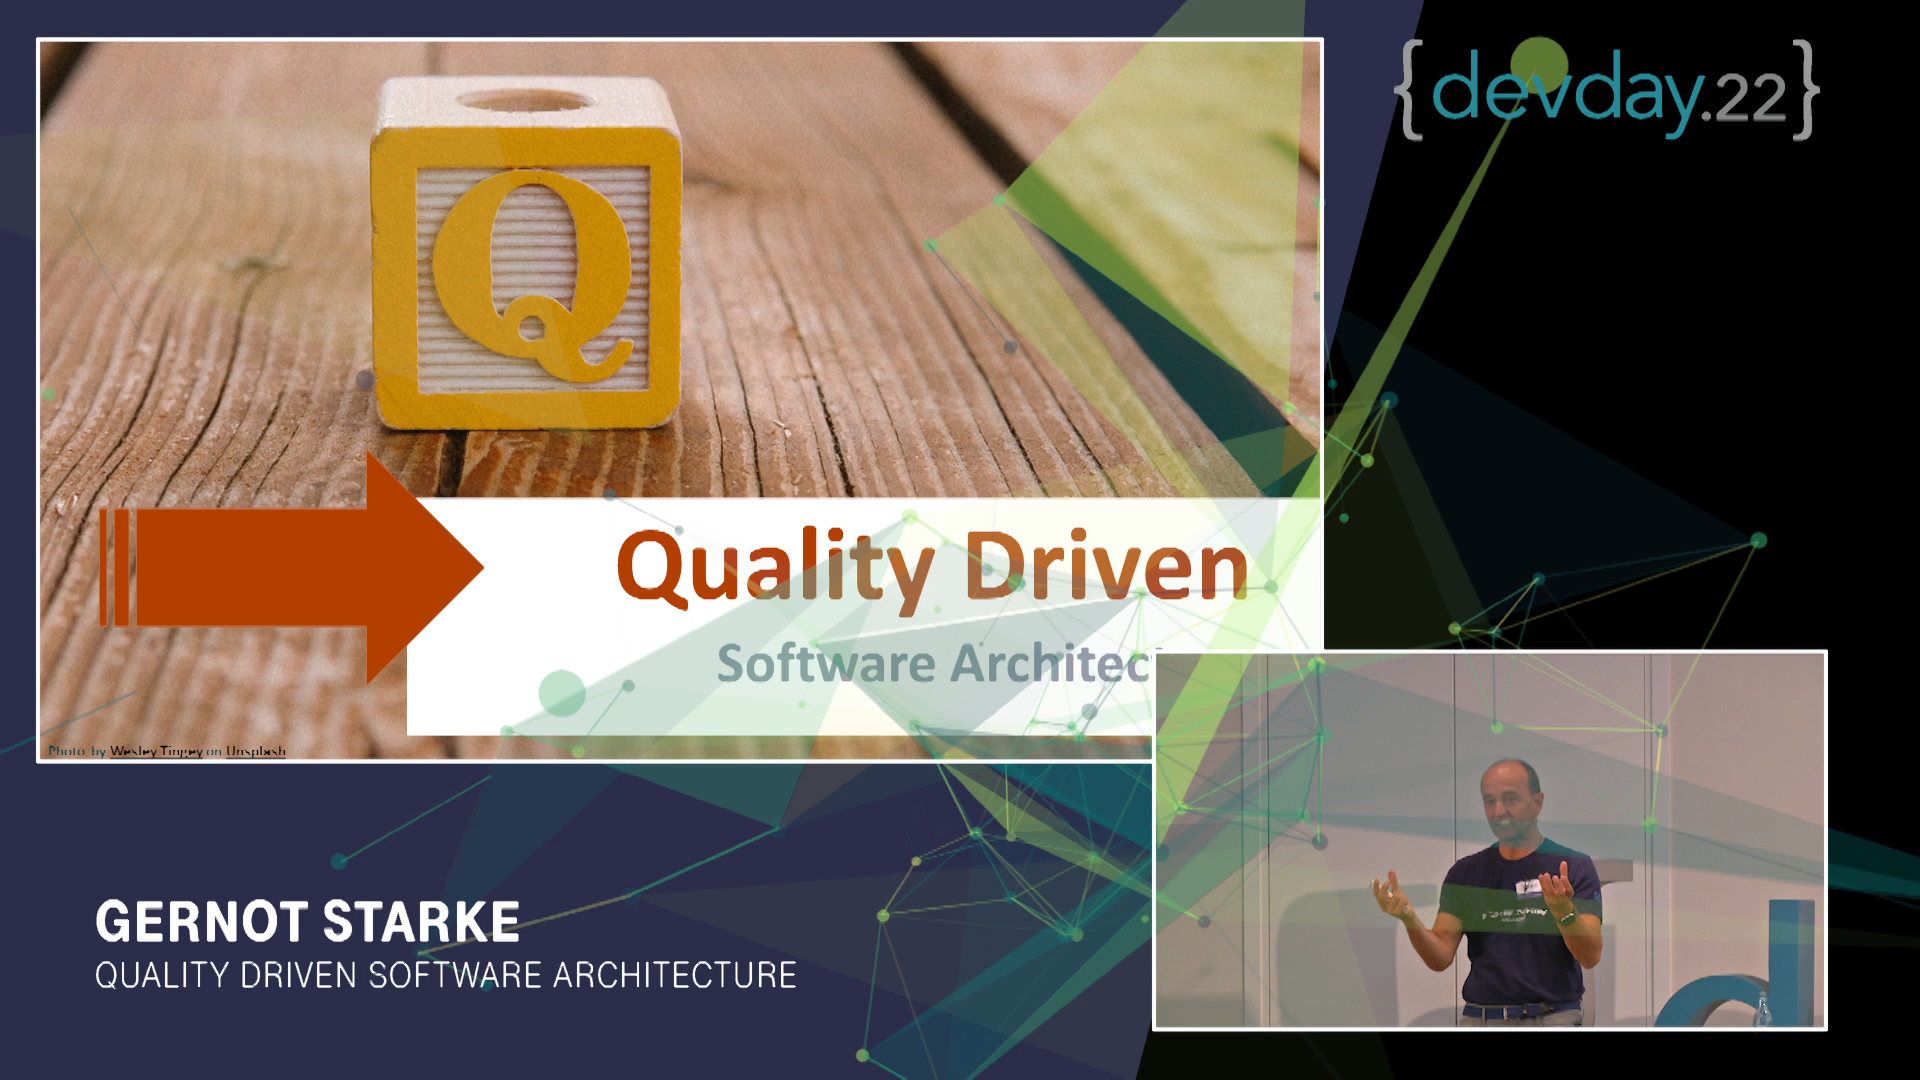 {devday.22}
Q
Quality Driven
Software Architec
Photo by Wesley Tingey on Unsplash
GERNOT STARKE
QUALITY DRIVEN SOFTWARE ARCHITECTURE